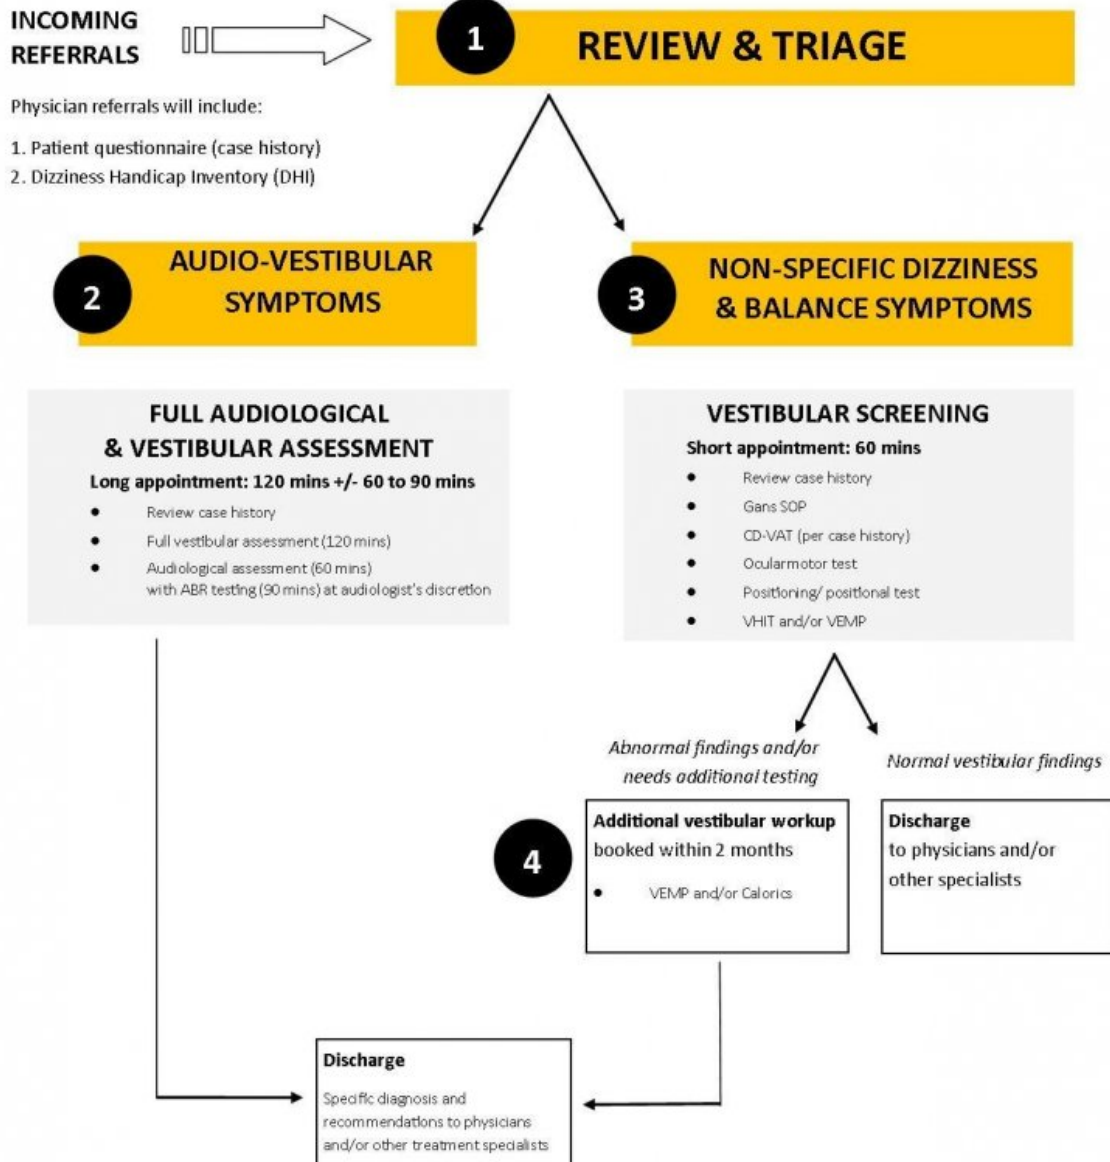 INCOMING
REFERRALS
1
REVIEW & TRIAGE
Physician referrals will include:
1. Patient questionnaire (case history)
2. Dizziness Handicap Inventory (DHI)
2
AUDIO-VESTIBULAR
SYMPTOMS
3
NON-SPECIFIC DIZZINESS
& BALANCE SYMPTOMS
FULL AUDIOLOGICAL
& VESTIBULAR ASSESSMENT
Long appointment: 120 mins +/- 60 to 90 mins
● Review case history
● Full vestibular assessment (120 mins)
● Audiological assessment (60 mins)
with ABR testing (90 mins) at audiologist's discretion
VESTIBULAR SCREENING
Short appointment: 60 mins
● Review case history
● Gans SOP
● CD-VAT (per case history)
● Ocularmotor test
● Positioning/ positional test
● VHIT and/or VEMP
Abnormal findings and/or
needs additional testing
Normal vestibular findings
4
Additional vestibular workup
booked within 2 months
● VEMP and/or Calorics
Discharge
to physicians and/or
other specialists
Discharge
Specific diagnosis and
recommendations to physicians
and/or other treatment specialists